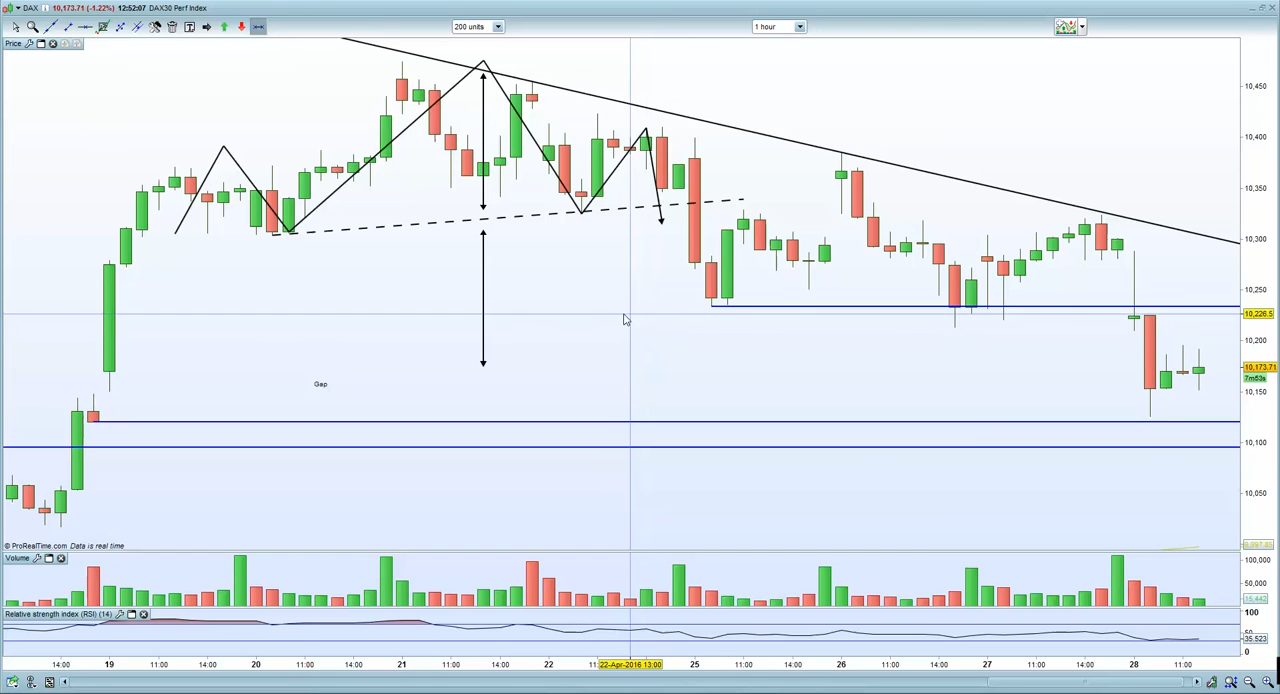 DAX 10,173.71 (-1.22%) 12:52:07 DAX30 Perf Index
200 units 1 hour
Price
10,450
10,400
10,350
10,300
10,250
10,226.5
10,200
10,173.71
7m53s
10,150
10,100
10,050
Gap
© ProRealTime.com Data is real time
Volume
100,000
50,000
15,442
Relative strength index (RSI) (14)
100
50
35.523
0
14:00 19 11:00 14:00 20 11:00 14:00 21 11:00 14:00 22 11: 22-Apr-2016 13:00 25 11:00 14:00 26 11:00 14:00 27 11:00 14:00 28 11:00